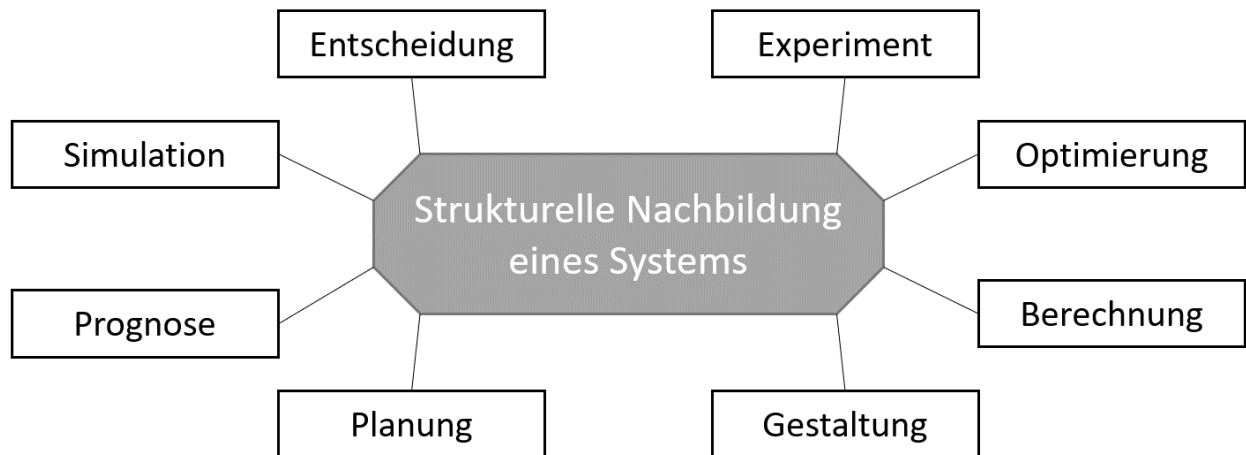 Entscheidung
Experiment
Simulation
Optimierung
Strukturelle Nachbildung
eines Systems
Prognose
Berechnung
Planung
Gestaltung